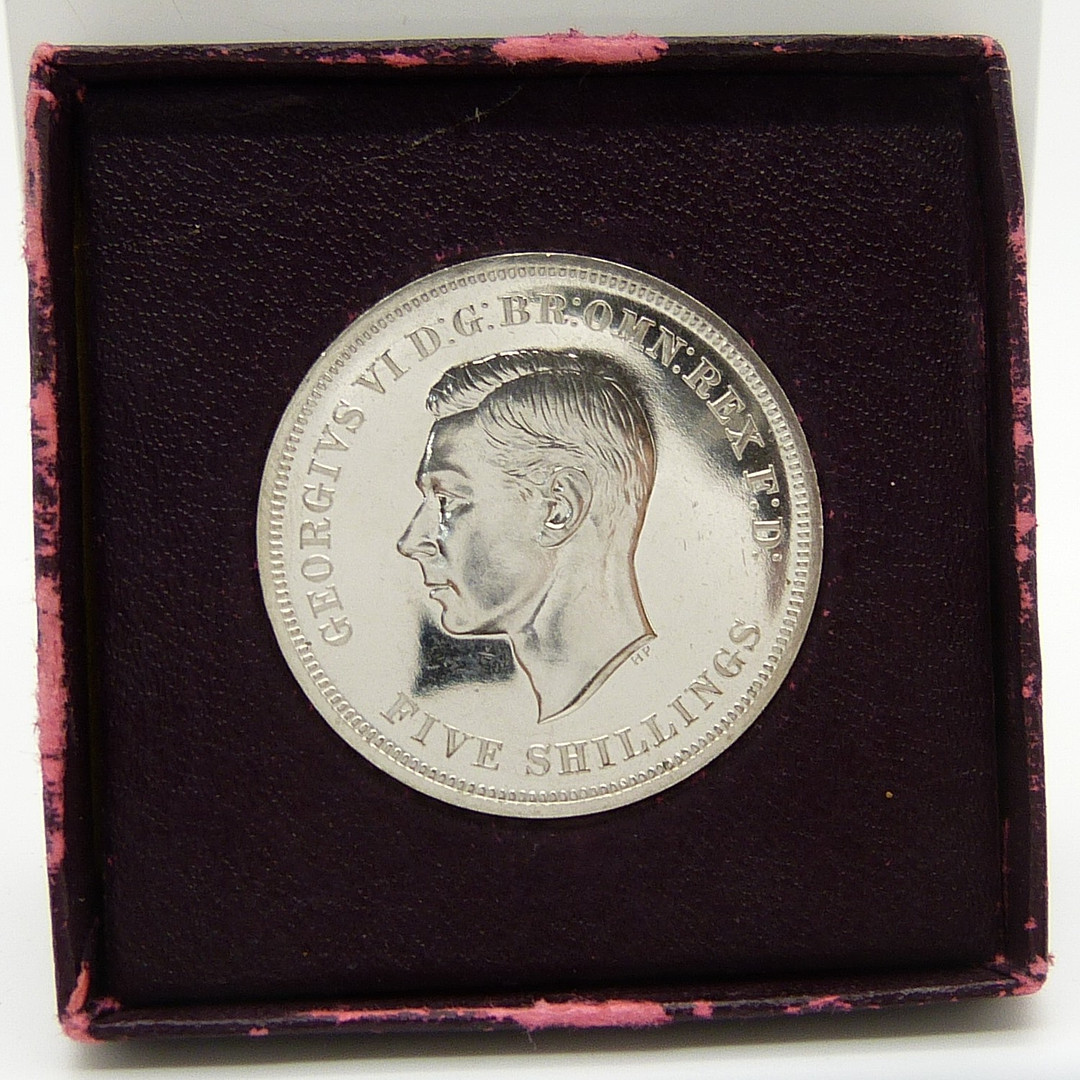 GEORGIVS VI D:G:BR:OMN:REX F:D.
HP
FIVE SHILLINGS